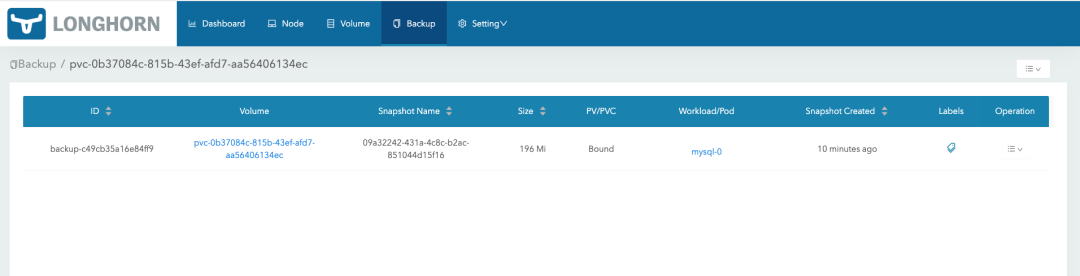 LONGHORN Dashboard Node Volume Backup Setting
Backup / pvc-0b37084c-815b-43ef-afd7-aa56406134ec
ID Volume Snapshot Name Size PV/PVC Workload/Pod Snapshot Created Labels Operation
backup-c49cb35a16e84ff9 pvc-0b37084c-815b-43ef-afd7- 09a32242-431a-4c8c-b2ac- 196 Mi Bound mysql-0 10 minutes ago
aa56406134ec 851044d15f16